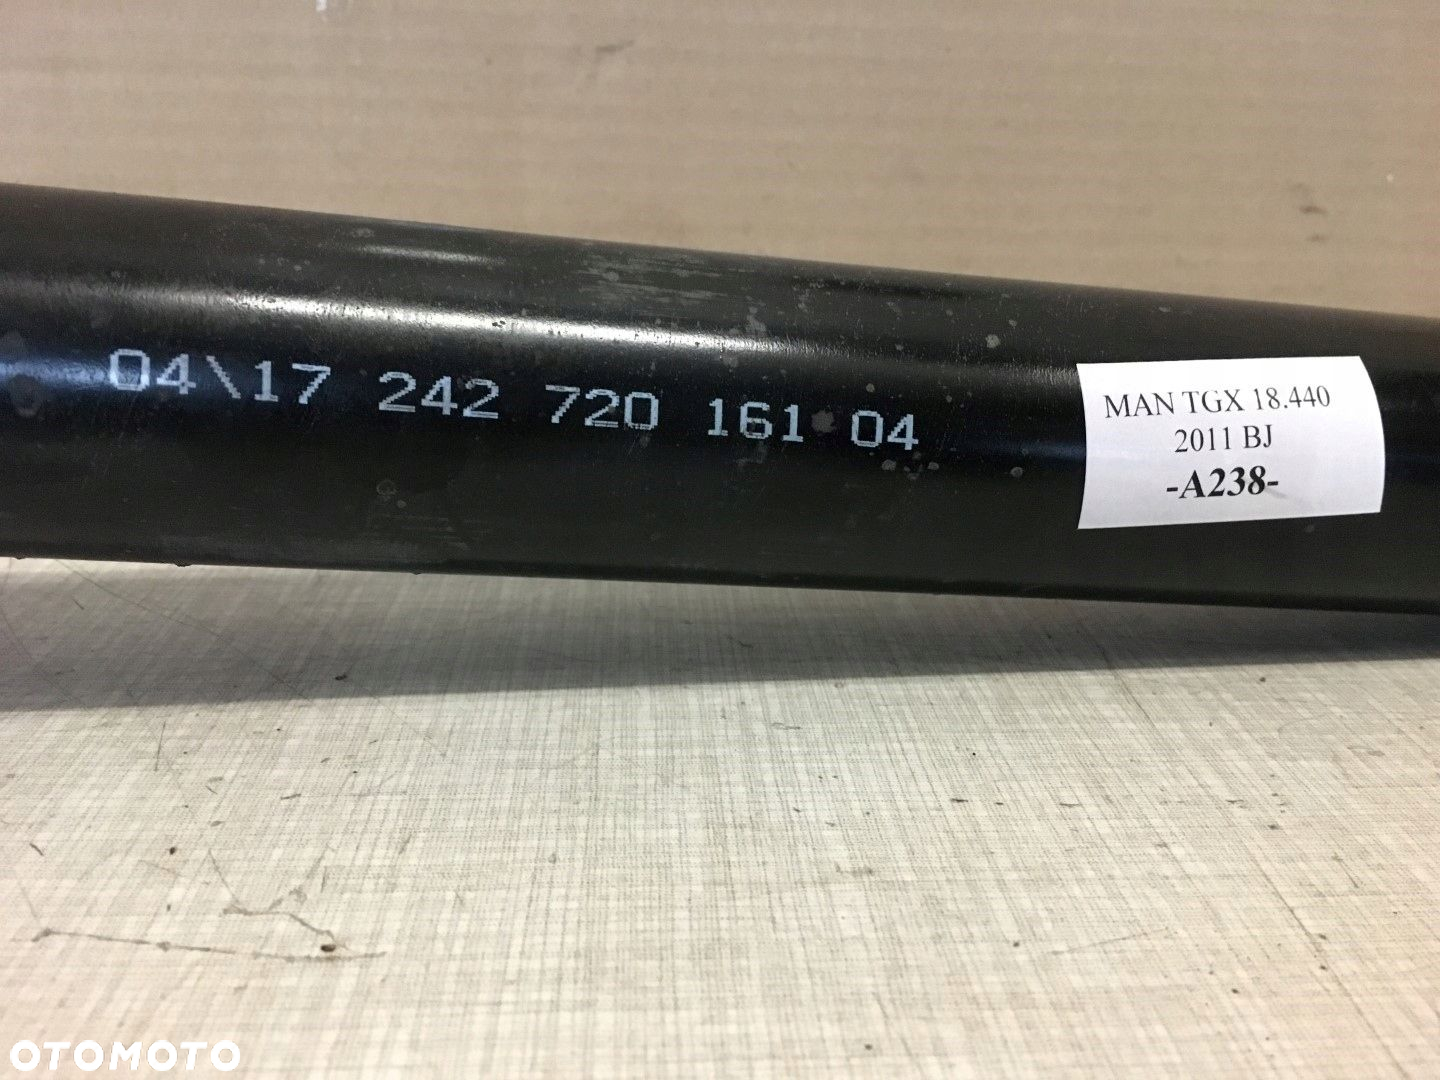 04\17 242 720 161 04
MAN TGX 18.440
2011 BJ
-A238-
OTOMOTO